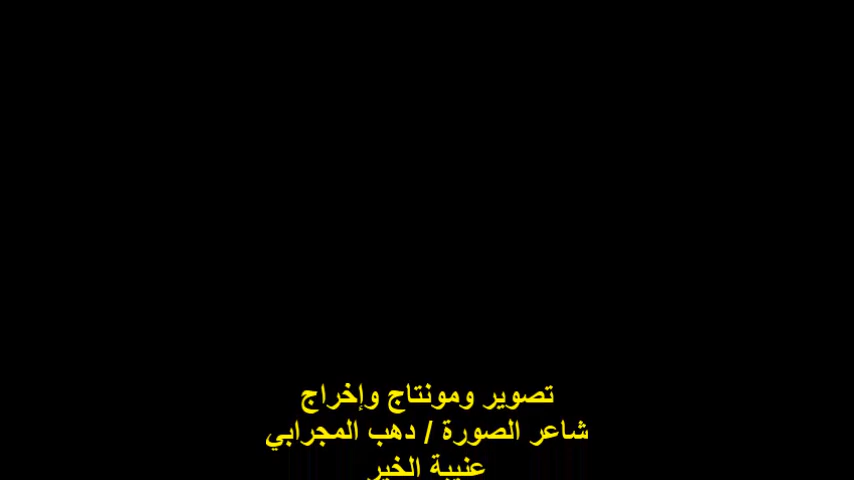 تصوير ومونتاج وإخراج
شاعر الصورة / دهب المجرابي
عنيبة الخير